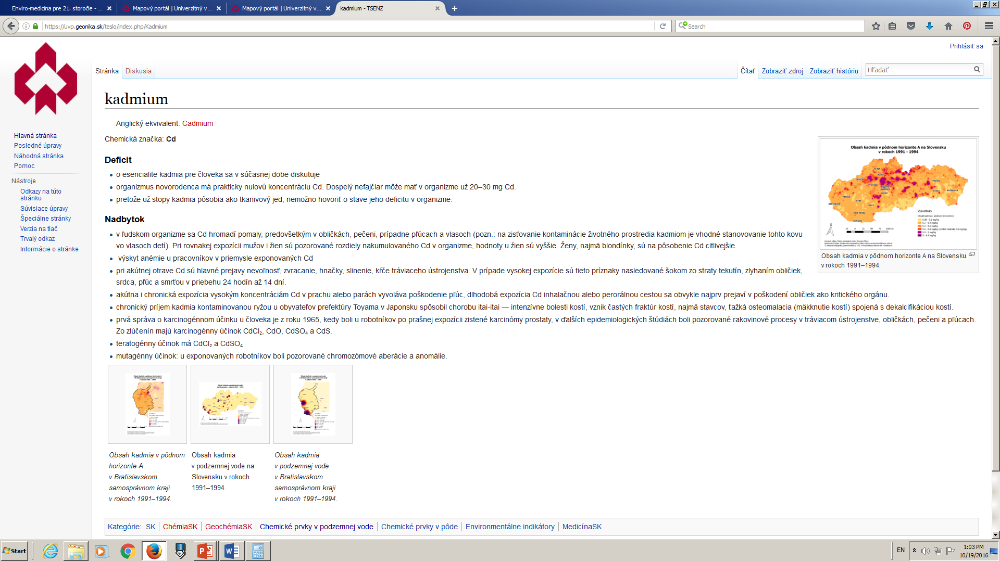 Enviro-medicína pre 21. storočie - ...
Mapový portál | Univerzitný v...
Mapový portál | Univerzitný v...
kadmium - TSENZ
https://uvp.geonika.sk/teslo/index.php/Kadmium
Search
Prihlásiť sa
Stránka
Diskusia
Čítať
Zobraziť zdroj
Zobraziť históriu
Hľadať
Hlavná stránka
Posledné úpravy
Náhodná stránka
Pomoc
Nástroje
Odkazy na túto
stránku
Súvisiace úpravy
Špeciálne stránky
Verzia na tlač
Trvalý odkaz
Informácie o stránke
kadmium
Anglický ekvivalent: Cadmium
Chemická značka: Cd
Deficit
o esencialite kadmia pre človeka sa v súčasnej dobe diskutuje
organizmus novorodenca má prakticky nulovú koncentráciu Cd. Dospelý nefajčiar môže mať v organizme už 20–30 mg Cd.
pretože už stopy kadmia pôsobia ako tkanivový jed, nemožno hovoriť o stave jeho deficitu v organizme.
Nadbytok
v ľudskom organizme sa Cd hromadí pomaly, predovšetkým v obličkách, pečeni, prípadne pľúcach a vlasoch (pozn.: na zisťovanie kontaminácie životného prostredia kadmiom je vhodné stanovovanie tohto kovu
vo vlasoch detí). Pri rovnakej expozícii mužov i žien sú pozorované rozdiely nakumulovaného Cd v organizme, hodnoty u žien sú vyššie. Ženy, najmä blondínky, sú na pôsobenie Cd citlivejšie.
výskyt anémie u pracovníkov v priemysle exponovaných Cd
pri akútnej otrave Cd sú hlavné prejavy nevoľnosť, zvracanie, hnačky, slinenie, kŕče tráviaceho ústrojenstva. V prípade vysokej expozície sú tieto príznaky nasledované šokom zo straty tekutín, zlyhaním obličiek,
srdca, pľúc a smrťou v priebehu 24 hodín až 14 dní.
akútna i chronická expozícia vysokým koncentráciám Cd v prachu alebo parách vyvoláva poškodenie pľúc, dlhodobá expozícia Cd inhalačnou alebo perorálnou cestou sa obvykle najprv prejaví v poškodení obličiek ako kritického orgánu.
chronický príjem kadmia kontaminovanou ryžou u obyvateľov prefektúry Toyama v Japonsku spôsobil chorobu itai-itai — intenzívne bolesti kostí, vznik častých fraktúr kostí, najmä stavcov, ťažká osteomalacia (mäkknutie kostí) spojená s dekalcifikáciou kostí.
prvá správa o karcinogénnom účinku u človeka je z roku 1965, kedy boli u robotníkov po prašnej expozícii zistené karcinómy prostaty, v ďalších epidemiologických štúdiách boli pozorované rakovinové procesy v tráviacom ústrojenstve, obličkách, pečeni a pľúcach.
Zo zlúčenín majú karcinogénny účinok CdCl₂, CdO, CdSO₄ a CdS.
teratogénny účinok má CdCl₂ a CdSO₄
mutagénny účinok: u exponovaných robotníkov boli pozorované chromozómové aberácie a anomálie.
Obsah kadmia v pôdnom horizonte A na Slovensku
v rokoch 1991 - 1994
Vysvetlivky
Obsah kadmia v pôdnom horizonte A
Obsah kadmia v pôdnom horizonte A na Slovensku
v rokoch 1991–1994.
Obsah kadmia v pôdnom
horizonte A
v Bratislavskom
samosprávnom kraji
v rokoch 1991–1994.
Obsah kadmia
v podzemnej vode na
Slovensku v rokoch
1991–1994.
Obsah kadmia
v podzemnej vode
v Bratislavskom
samosprávnom kraji
v rokoch 1991–1994.
Kategórie: SK | ChémiaSK | GeochémiaSK | Chemické prvky v podzemnej vode | Chemické prvky v pôde | Environmentálne indikátory | MedicínaSK
Start
EN
1:03 PM
10/19/2016